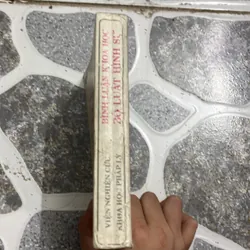 BÌNH LUẬN KHOA HỌC
BỘ LUẬT HÌNH SỰ
VIỆN NGHIÊN CỨU
KHOA HỌC PHÁP LÝ